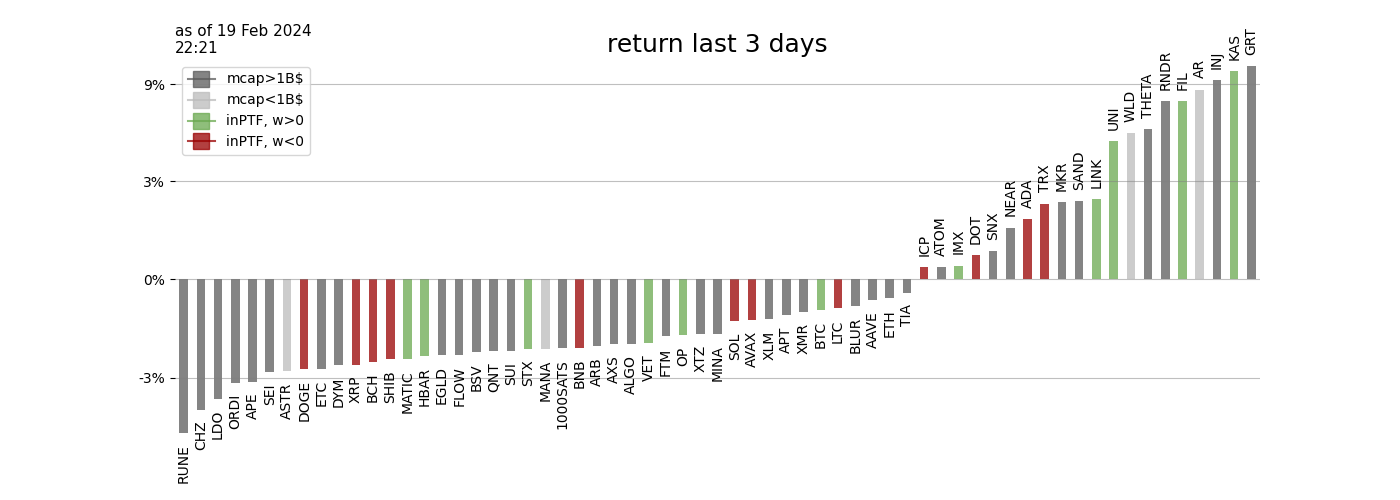 as of 19 Feb 2024
22:21
return last 3 days
mcap>1B$
mcap<1B$
inPTF, w>0
inPTF, w<0
9%
3%
0%
-3%
RUNE
CHZ
LDO
ORDI
APE
SEI
ASTR
DOGE
ETC
DYM
XRP
BCH
SHIB
MATIC
HBAR
EGLD
FLOW
BSV
QNT
SUI
STX
MANA
1000SATS
BNB
ARB
AXS
ALGO
VET
FTM
OP
XTZ
MINA
SOL
AVAX
XLM
APT
XMR
BTC
LTC
BLUR
AAVE
ETH
TIA
ICP
ATOM
IMX
DOT
SNX
NEAR
ADA
TRX
MKR
SAND
LINK
UNI
WLD
THETA
RNDR
FIL
AR
INJ
KAS
GRT